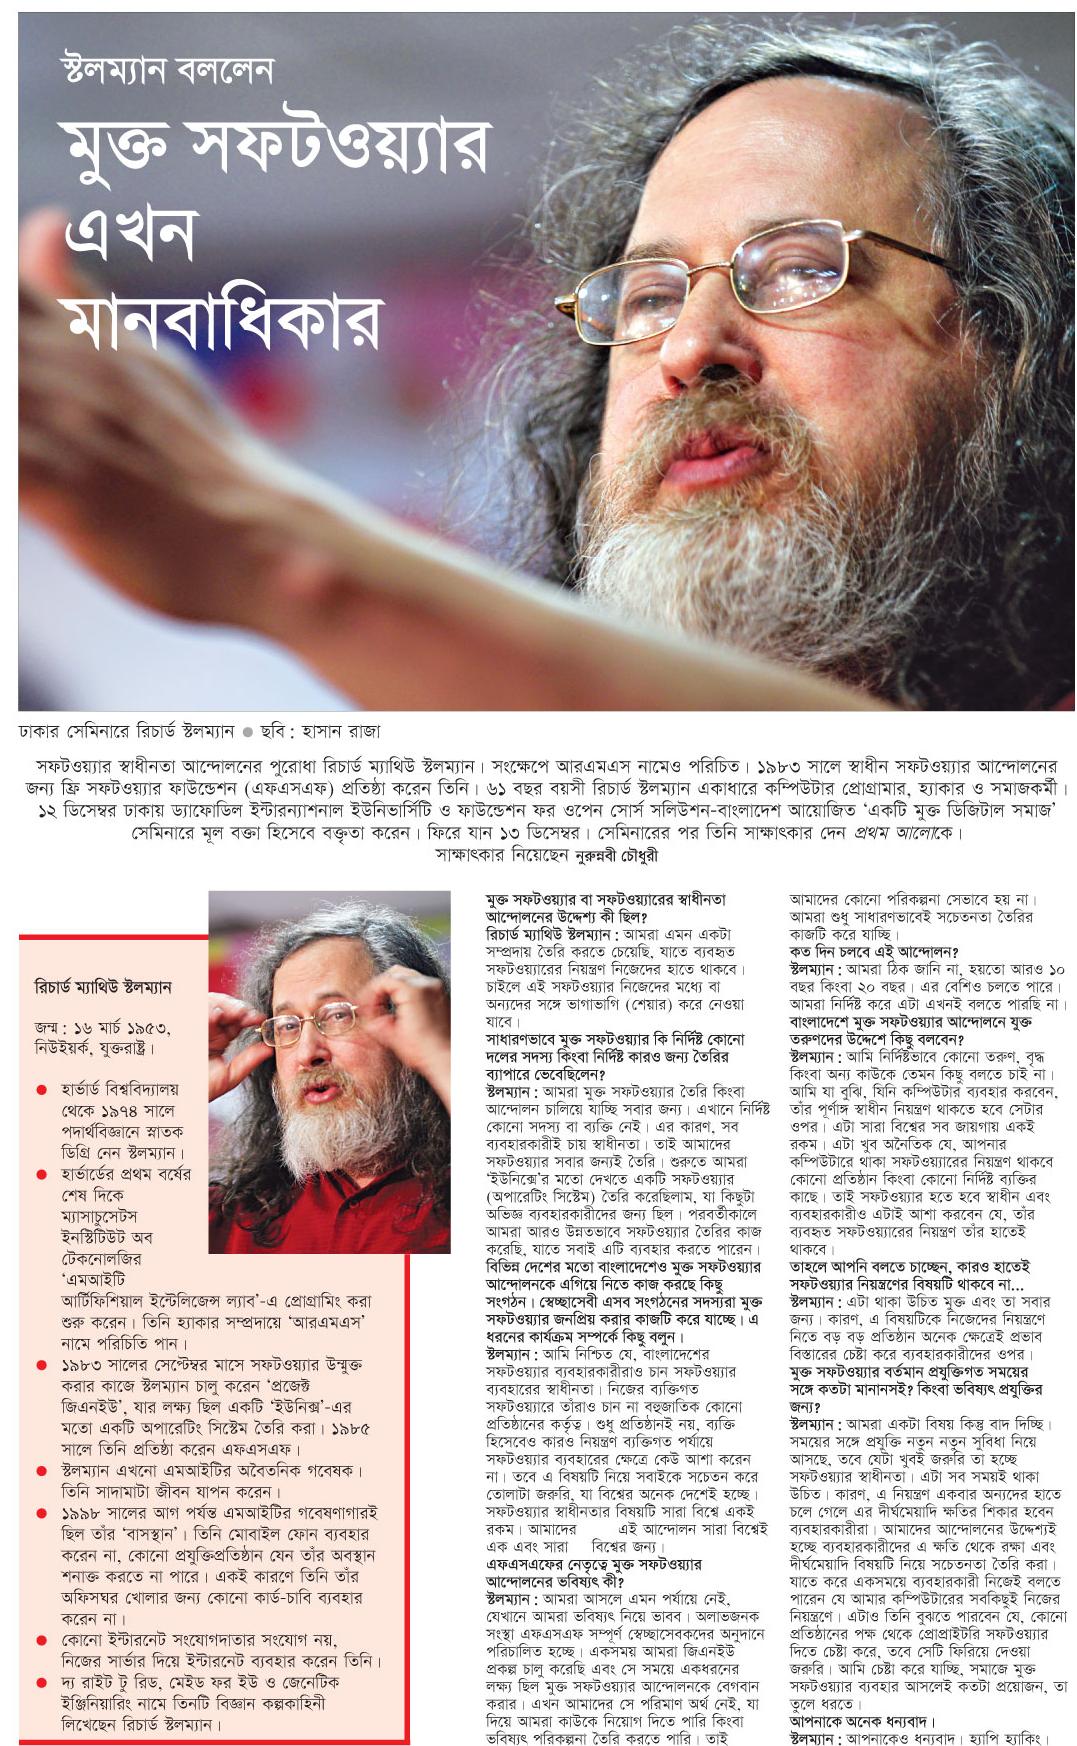 স্টলম্যান বললেন
মুক্ত সফটওয়্যার
এখন
মানবাধিকার
ঢাকার সেমিনারে রিচার্ড স্টলম্যান ● ছবি : হাসান রাজা
সফটওয়্যার স্বাধীনতা আন্দোলনের পুরোধা রিচার্ড ম্যাথিউ স্টলম্যান। সংক্ষেপে আরএমএস নামেও পরিচিত। ১৯৮৩ সালে স্বাধীন সফটওয়্যার আন্দোলনের
জন্য ফ্রি সফটওয়্যার ফাউন্ডেশন (এফএসএফ) প্রতিষ্ঠা করেন তিনি। ৬১ বছর বয়সী রিচার্ড স্টলম্যান একাধারে কম্পিউটার প্রোগ্রামার, হ্যাকার ও সমাজকর্মী।
১২ ডিসেম্বর ঢাকায় ড্যাফোডিল ইন্টারন্যাশনাল ইউনিভার্সিটি ও ফাউন্ডেশন ফর ওপেন সোর্স সলিউশন-বাংলাদেশ আয়োজিত ‘একটি মুক্ত ডিজিটাল সমাজ’
সেমিনারে মূল বক্তা হিসেবে বক্তৃতা করেন। ফিরে যান ১৩ ডিসেম্বর। সেমিনারের পর তিনি সাক্ষাৎকার দেন প্রথম আলোকে।
সাক্ষাৎকার নিয়েছেন নুরুন্নবী চৌধুরী
রিচার্ড ম্যাথিউ স্টলম্যান
জন্ম : ১৬ মার্চ ১৯৫৩,
নিউইয়র্ক, যুক্তরাষ্ট্র।
● হার্ভার্ড বিশ্ববিদ্যালয়
থেকে ১৯৭৪ সালে
পদার্থবিজ্ঞানে স্নাতক
ডিগ্রি নেন স্টলম্যান।
● হার্ভার্ডের প্রথম বর্ষের
শেষ দিকে
ম্যাসাচুসেটস
ইনস্টিটিউট অব
টেকনোলজির
‘এমআইটি
আর্টিফিশিয়াল ইন্টেলিজেন্স ল্যাব’-এ প্রোগ্রামিং করা
শুরু করেন। তিনি হ্যাকার সম্প্রদায়ে ‘আরএমএস’
নামে পরিচিতি পান।
● ১৯৮৩ সালের সেপ্টেম্বর মাসে সফটওয়্যার উন্মুক্ত
করার কাজে স্টলম্যান চালু করেন ‘প্রজেক্ট
জিএনইউ’, যার লক্ষ্য ছিল একটি ‘ইউনিক্স’-এর
মতো একটি অপারেটিং সিস্টেম তৈরি করা। ১৯৮৫
সালে তিনি প্রতিষ্ঠা করেন এফএসএফ।
● স্টলম্যান এখনো এমআইটির অবৈতনিক গবেষক।
তিনি সাদামাটা জীবন যাপন করেন।
● ১৯৯৮ সালের আগ পর্যন্ত এমআইটির গবেষণাগারই
ছিল তাঁর ‘বাসস্থান’। তিনি মোবাইল ফোন ব্যবহার
করেন না, কোনো প্রযুক্তিপ্রতিষ্ঠান যেন তাঁর অবস্থান
শনাক্ত করতে না পারে। একই কারণে তিনি তাঁর
অফিসঘর খোলার জন্য কোনো কার্ড-চাবি ব্যবহার
করেন না।
● কোনো ইন্টারনেট সংযোগদাতার সংযোগ নয়,
নিজের সার্ভার দিয়ে ইন্টারনেট ব্যবহার করেন তিনি।
● দ্য রাইট টু রিড, মেইড ফর ইউ ও জেনেটিক
ইঞ্জিনিয়ারিং নামে তিনটি বিজ্ঞান কল্পকাহিনী
লিখেছেন রিচার্ড স্টলম্যান।
মুক্ত সফটওয়্যার বা সফটওয়্যারের স্বাধীনতা
আন্দোলনের উদ্দেশ্য কী ছিল?
রিচার্ড ম্যাথিউ স্টলম্যান : আমরা এমন একটা
সম্প্রদায় তৈরি করতে চেয়েছি, যাতে ব্যবহৃত
সফটওয়্যারের নিয়ন্ত্রণ নিজেদের হাতে থাকবে।
চাইলে এই সফটওয়্যার নিজেদের মধ্যে বা
অন্যদের সঙ্গে ভাগাভাগি (শেয়ার) করে নেওয়া
যাবে।
সাধারণভাবে মুক্ত সফটওয়্যার কি নির্দিষ্ট কোনো
দলের সদস্য কিংবা নির্দিষ্ট কারও জন্য তৈরির
ব্যাপারে ভেবেছিলেন?
স্টলম্যান : আমরা মুক্ত সফটওয়্যার তৈরি কিংবা
আন্দোলন চালিয়ে যাচ্ছি সবার জন্য। এখানে নির্দিষ্ট
কোনো সদস্য বা ব্যক্তি নেই। এর কারণ, সব
ব্যবহারকারীই চায় স্বাধীনতা। তাই আমাদের
সফটওয়্যার সবার জন্যই তৈরি। শুরুতে আমরা
‘ইউনিক্সে’র মতো দেখতে একটি সফটওয়্যার
(অপারেটিং সিস্টেম) তৈরি করেছিলাম, যা কিছুটা
অভিজ্ঞ ব্যবহারকারীদের জন্য ছিল। পরবর্তীকালে
আমরা আরও উন্নতভাবে সফটওয়্যার তৈরির কাজ
করেছি, যাতে সবাই এটি ব্যবহার করতে পারেন।
বিভিন্ন দেশের মতো বাংলাদেশেও মুক্ত সফটওয়্যার
আন্দোলনকে এগিয়ে নিতে কাজ করছে কিছু
সংগঠন। স্বেচ্ছাসেবী এসব সংগঠনের সদস্যরা মুক্ত
সফটওয়্যার জনপ্রিয় করার কাজটি করে যাচ্ছে। এ
ধরনের কার্যক্রম সম্পর্কে কিছু বলুন।
স্টলম্যান : আমি নিশ্চিত যে, বাংলাদেশের
সফটওয়্যার ব্যবহারকারীরাও চান সফটওয়্যার
ব্যবহারের স্বাধীনতা। নিজের ব্যক্তিগত
সফটওয়্যারে তাঁরাও চান না বহুজাতিক কোনো
প্রতিষ্ঠানের কর্তৃত্ব। শুধু প্রতিষ্ঠানই নয়, ব্যক্তি
হিসেবেও কারও নিয়ন্ত্রণ ব্যক্তিগত পর্যায়ে
সফটওয়্যার ব্যবহারের ক্ষেত্রে কেউ আশা করেন
না। তবে এ বিষয়টি নিয়ে সবাইকে সচেতন করে
তোলাটা জরুরি, যা বিশ্বের অনেক দেশেই হচ্ছে।
সফটওয়্যার স্বাধীনতার বিষয়টি সারা বিশ্বে একই
রকম। আমাদের এই আন্দোলন সারা বিশ্বেই
এক এবং সারা বিশ্বের জন্য।
এফএসএফের নেতৃত্বে মুক্ত সফটওয়্যার
আন্দোলনের ভবিষ্যৎ কী?
স্টলম্যান : আমরা আসলে এমন পর্যায়ে নেই,
যেখানে আমরা ভবিষ্যৎ নিয়ে ভাবব। অলাভজনক
সংস্থা এফএসএফ সম্পূর্ণ স্বেচ্ছাসেবকদের অনুদানে
পরিচালিত হচ্ছে। একসময় আমরা জিএনইউ
প্রকল্প চালু করেছি এবং সে সময়ে একধরনের
লক্ষ্য ছিল মুক্ত সফটওয়্যার আন্দোলনকে বেগবান
করার। এখন আমাদের সে পরিমাণ অর্থ নেই, যা
দিয়ে আমরা কাউকে নিয়োগ দিতে পারি কিংবা
ভবিষ্যৎ পরিকল্পনা তৈরি করতে পারি। তাই
আমাদের কোনো পরিকল্পনা সেভাবে হয় না।
আমরা শুধু সাধারণভাবেই সচেতনতা তৈরির
কাজটি করে যাচ্ছি।
কত দিন চলবে এই আন্দোলন?
স্টলম্যান : আমরা ঠিক জানি না, হয়তো আরও ১০
বছর কিংবা ২০ বছর। এর বেশিও চলতে পারে।
আমরা নির্দিষ্ট করে এটা এখনই বলতে পারছি না।
বাংলাদেশে মুক্ত সফটওয়্যার আন্দোলনে যুক্ত
তরুণদের উদ্দেশে কিছু বলবেন?
স্টলম্যান : আমি নির্দিষ্টভাবে কোনো তরুণ, বৃদ্ধ
কিংবা অন্য কাউকে তেমন কিছু বলতে চাই না।
আমি যা বুঝি, যিনি কম্পিউটার ব্যবহার করবেন,
তাঁর পূর্ণাঙ্গ স্বাধীন নিয়ন্ত্রণ থাকতে হবে সেটার
ওপর। এটা সারা বিশ্বের সব জায়গায় একই
রকম। এটা খুব অনৈতিক যে, আপনার
কম্পিউটারে থাকা সফটওয়্যারের নিয়ন্ত্রণ থাকবে
কোনো প্রতিষ্ঠান কিংবা কোনো নির্দিষ্ট ব্যক্তির
কাছে। তাই সফটওয়্যার হতে হবে স্বাধীন এবং
ব্যবহারকারীও এটাই আশা করবেন যে, তাঁর
ব্যবহৃত সফটওয়্যারের নিয়ন্ত্রণ তাঁর হাতেই
থাকবে।
তাহলে আপনি বলতে চাচ্ছেন, কারও হাতেই
সফটওয়্যার নিয়ন্ত্রণের বিষয়টি থাকবে না...
স্টলম্যান : এটা থাকা উচিত মুক্ত এবং তা সবার
জন্য। কারণ, এ বিষয়টিকে নিজেদের নিয়ন্ত্রণে
নিতে বড় বড় প্রতিষ্ঠান অনেক ক্ষেত্রেই প্রভাব
বিস্তারের চেষ্টা করে ব্যবহারকারীদের ওপর।
মুক্ত সফটওয়্যার বর্তমান প্রযুক্তিগত সময়ের
সঙ্গে কতটা মানানসই? কিংবা ভবিষ্যৎ প্রযুক্তির
জন্য?
স্টলম্যান : আমরা একটা বিষয় কিন্তু বাদ দিচ্ছি।
সময়ের সঙ্গে প্রযুক্তি নতুন নতুন সুবিধা নিয়ে
আসছে, তবে যেটা খুবই জরুরি তা হচ্ছে
সফটওয়্যার স্বাধীনতা। এটা সব সময়ই থাকা
উচিত। কারণ, এ নিয়ন্ত্রণ একবার অন্যদের হাতে
চলে গেলে এর দীর্ঘমেয়াদি ক্ষতির শিকার হবেন
ব্যবহারকারীরা। আমাদের আন্দোলনের উদ্দেশ্যই
হচ্ছে ব্যবহারকারীদের এ ক্ষতি থেকে রক্ষা এবং
দীর্ঘমেয়াদি বিষয়টি নিয়ে সচেতনতা তৈরি করা।
যাতে করে একসময়ে ব্যবহারকারী নিজেই বলতে
পারেন যে আমার কম্পিউটারের সবকিছুই নিজের
নিয়ন্ত্রণে। এটাও তিনি বুঝতে পারবেন যে, কোনো
প্রতিষ্ঠানের পক্ষ থেকে প্রোপ্রাইটরি সফটওয়্যার
দিতে চেষ্টা করে, তবে সেটি ফিরিয়ে দেওয়া
জরুরি। আমি চেষ্টা করে যাচ্ছি, সমাজে মুক্ত
সফটওয়্যার ব্যবহার আসলেই কতটা প্রয়োজন, তা
তুলে ধরতে।
আপনাকে অনেক ধন্যবাদ।
স্টলম্যান : আপনাকেও ধন্যবাদ। হ্যাপি হ্যাকিং।